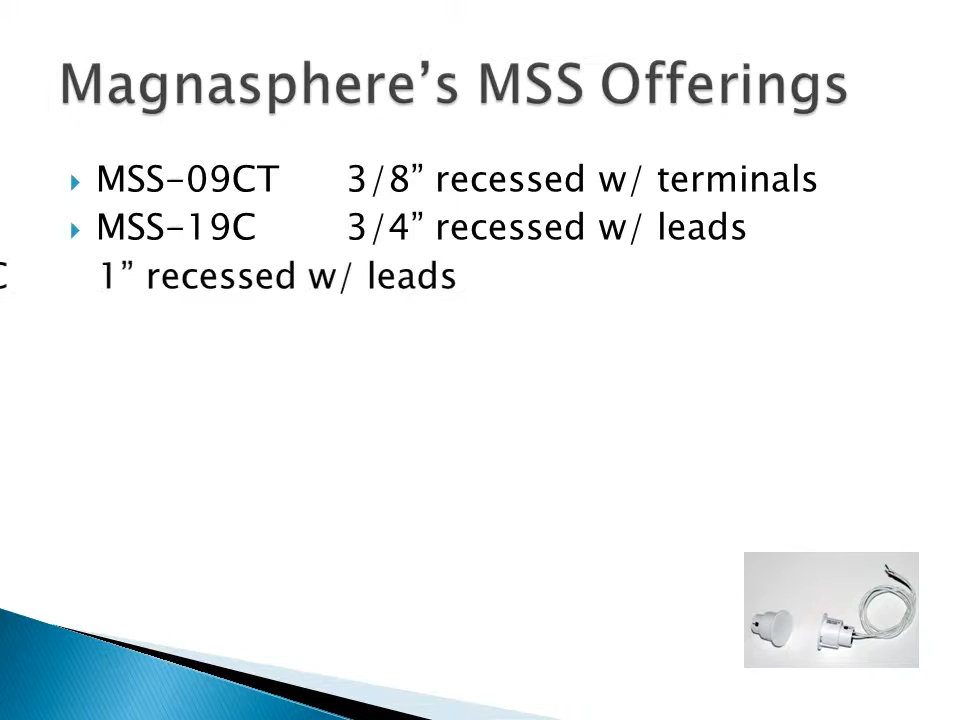 Magnasphere’s MSS Offerings
MSS-09CT 3/8” recessed w/ terminals
MSS-19C 3/4” recessed w/ leads
C 1” recessed w/ leads